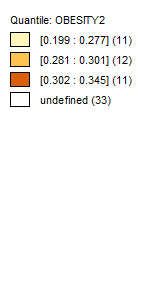 Quantile: OBESITY2
[0.199 : 0.277] (11)
[0.281 : 0.301] (12)
[0.302 : 0.345] (11)
undefined (33)